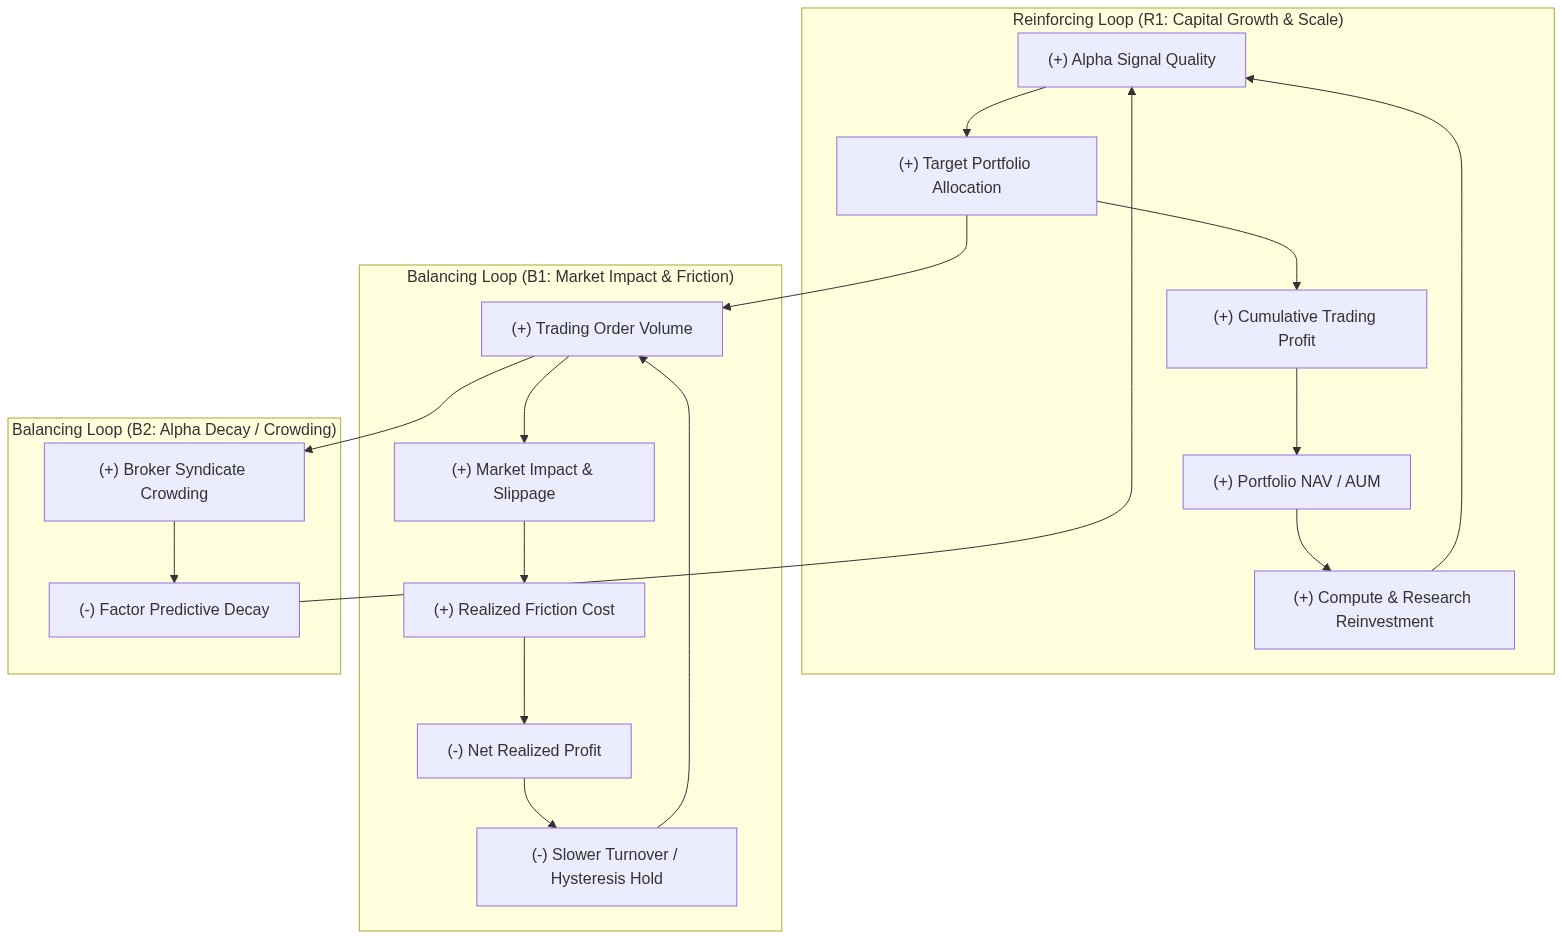 Reinforcing Loop (R1: Capital Growth & Scale)
(+) Alpha Signal Quality
(+) Target Portfolio
Allocation
(+) Cumulative Trading
Profit
(+) Portfolio NAV / AUM
(+) Compute & Research
Reinvestment
Balancing Loop (B1: Market Impact & Friction)
(+) Trading Order Volume
(+) Market Impact &
Slippage
(+) Realized Friction Cost
(-) Net Realized Profit
(-) Slower Turnover /
Hysteresis Hold
Balancing Loop (B2: Alpha Decay / Crowding)
(+) Broker Syndicate
Crowding
(-) Factor Predictive Decay